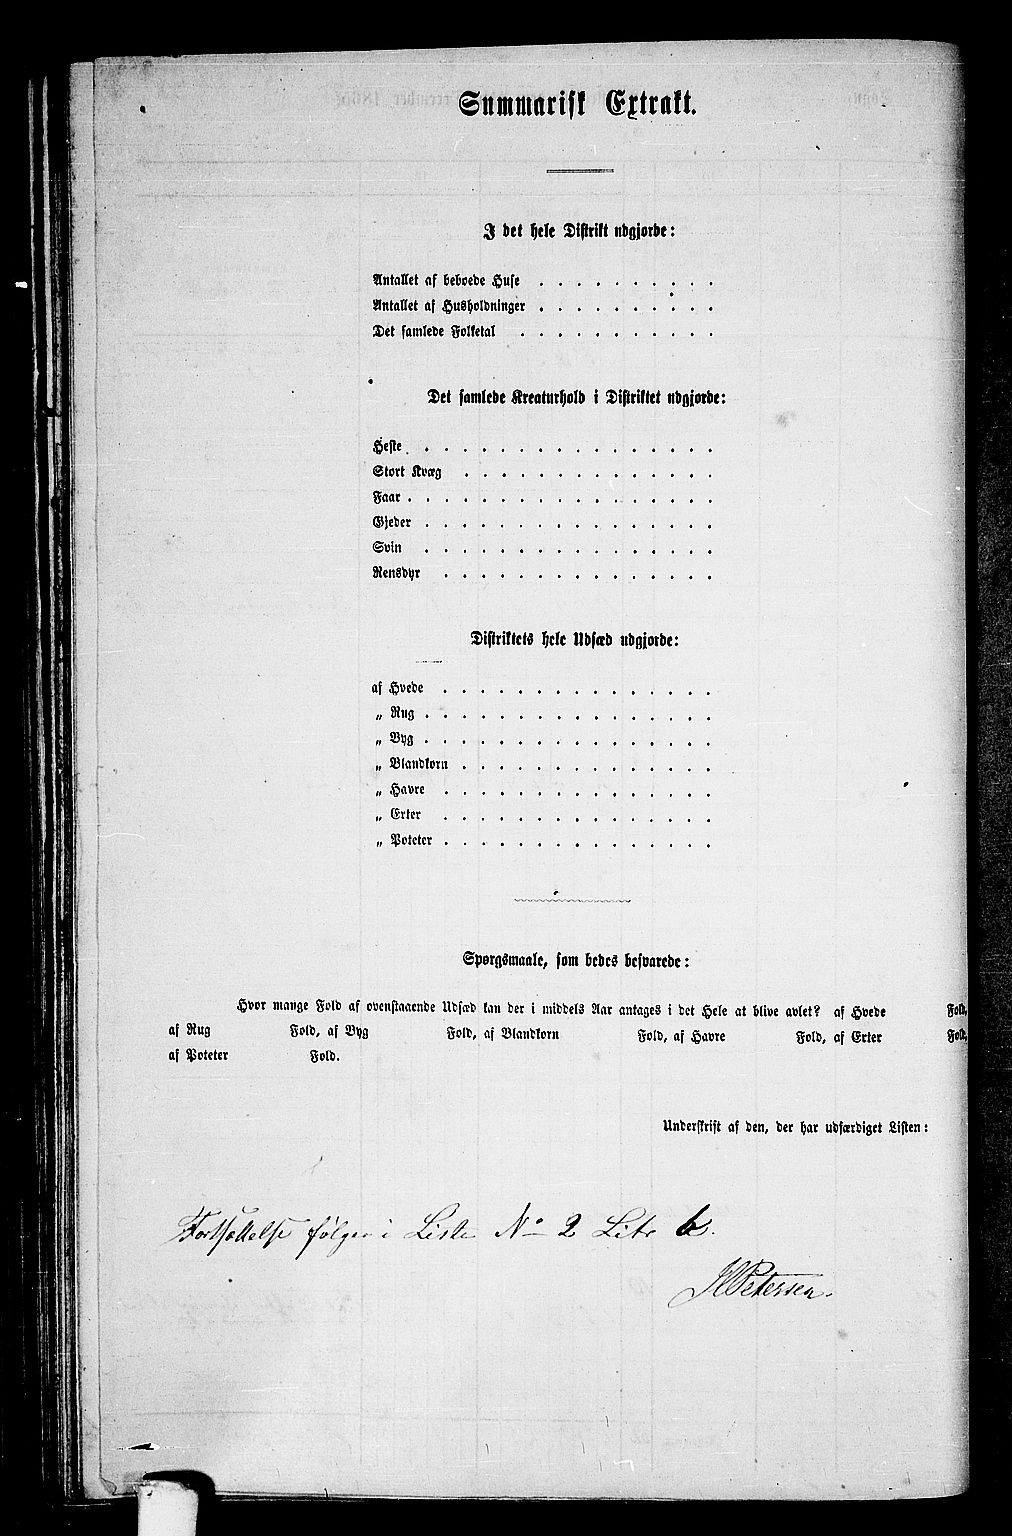 Summarisk Extrakt.
I det hele Distrikt udgjorde:
Antallet af beboede Huse . . . . . . . . . .
Antallet af Husholdninger . . . . . . . . . .
Det samlede Folketal . . . . . . . . . . .
Det samlede Kreaturhold i Distriktet udgjorde:
Heste . . . . . . . . . . . . . . . .
Stort Kvæg . . . . . . . . . . . . . .
Faar . . . . . . . . . . . . . . . . .
Gjeder . . . . . . . . . . . . . . . .
Svin . . . . . . . . . . . . . . . .
Rensdyr . . . . . . . . . . . . . . .
Distriktets hele Udsæd udgjorde:
af Hvede . . . . . . . . . . . . . . .
„ Rug . . . . . . . . . . . . . . . .
„ Byg . . . . . . . . . . . . . . . .
„ Blandkorn . . . . . . . . . . . . . .
„ Havre . . . . . . . . . . . . . . .
„ Erter . . . . . . . . . . . . . . .
„ Poteter . . . . . . . . . . . . . . .
Spørgsmaale, som bedes besvarede:
Hvor mange Fold af ovenstaaende Udsæd kan der i middels Aar antages i det Hele at blive avlet? af Hvede Fold,
af Rug Fold, af Byg Fold, af Blandkorn Fold, af Havre Fold, af Erter Fold,
af Poteter Fold.
Underskrift af den, der har udfærdiget Listen:
Fortsættelse følger i Liste No 2 Litr b.
Petersen.